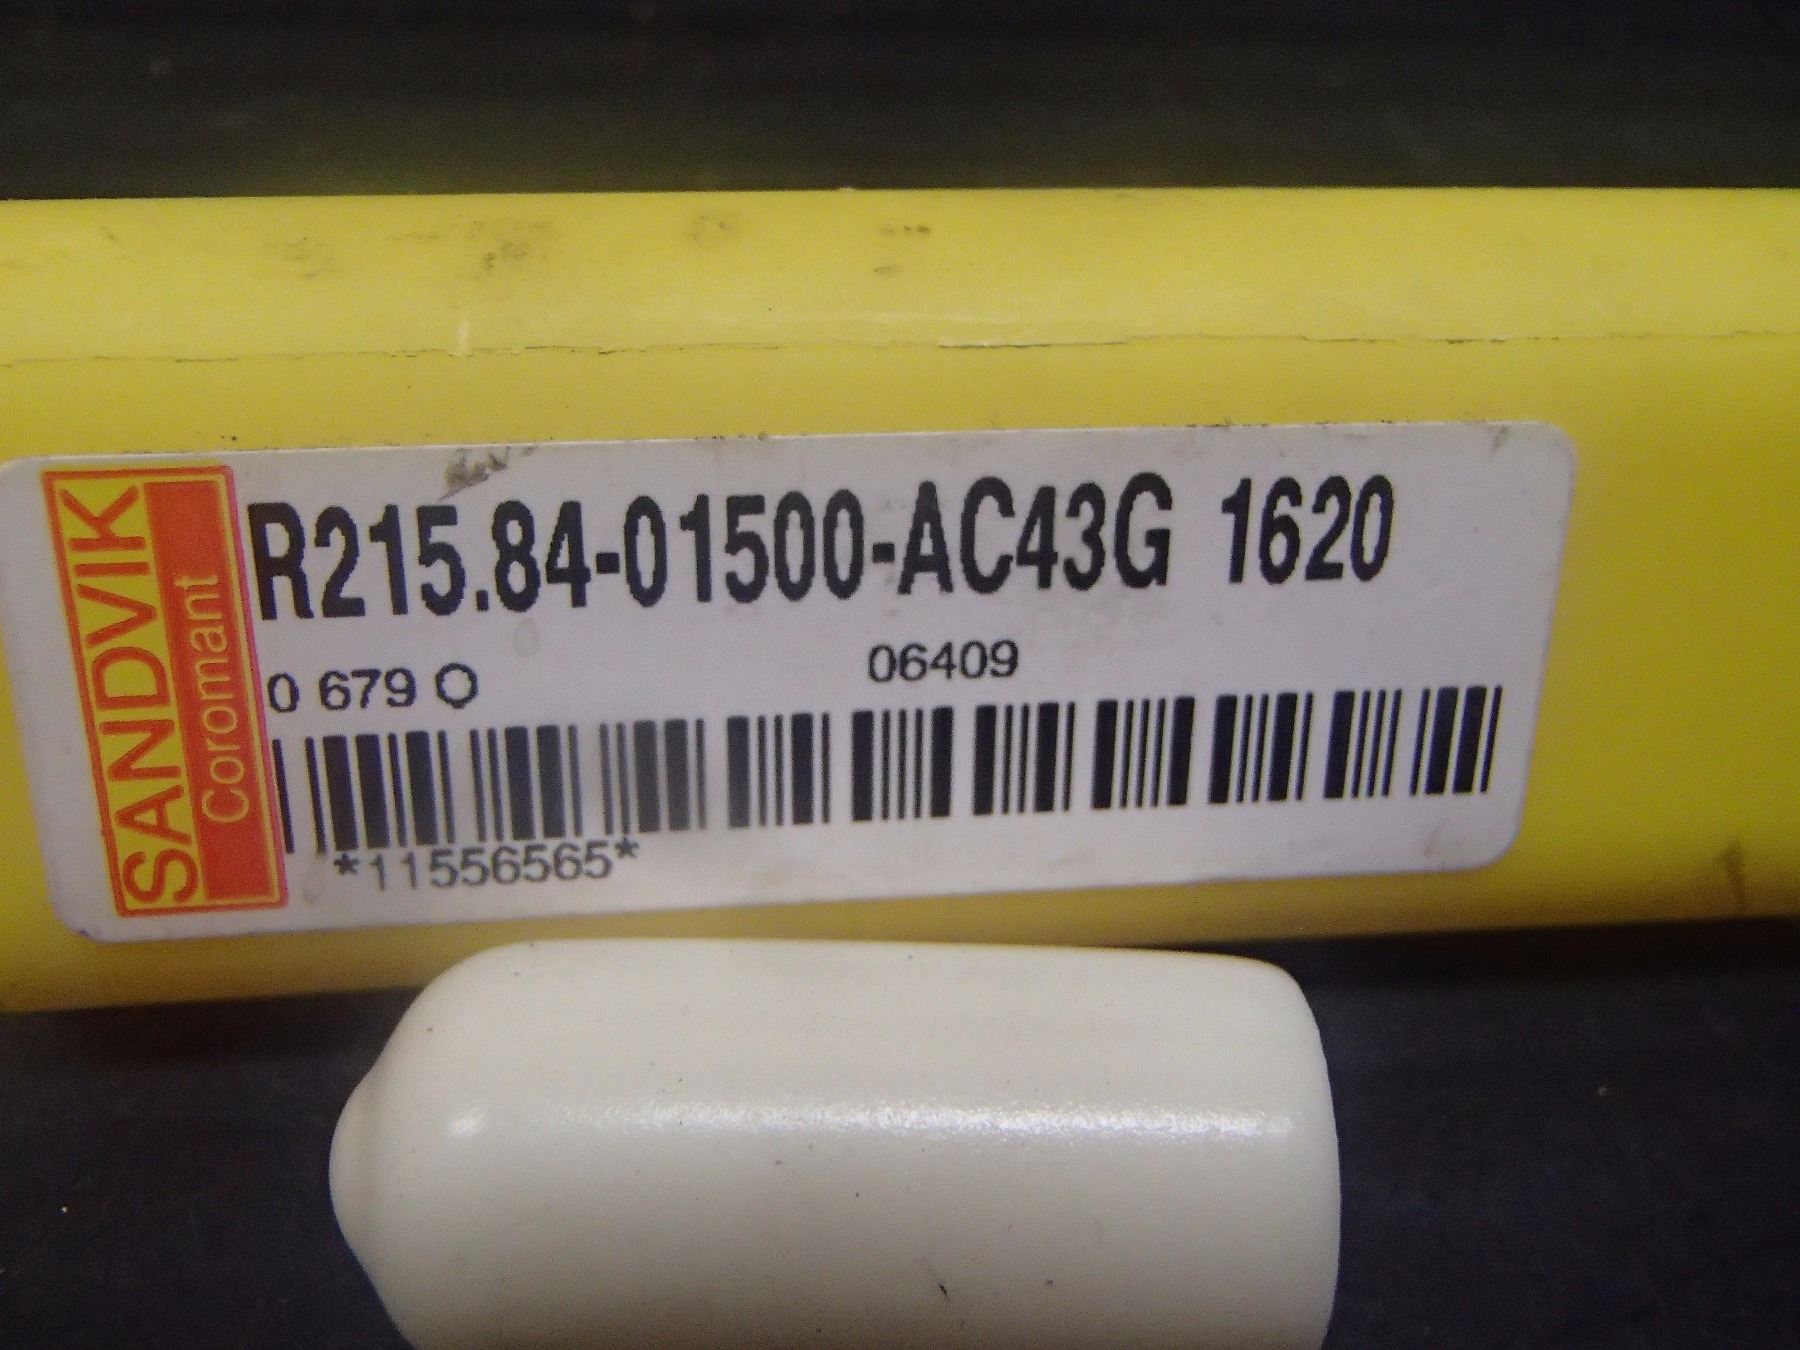 SANDVIK
Coromant
R215.84-01500-AC43G 1620
0 679 O
06409
*11556565*